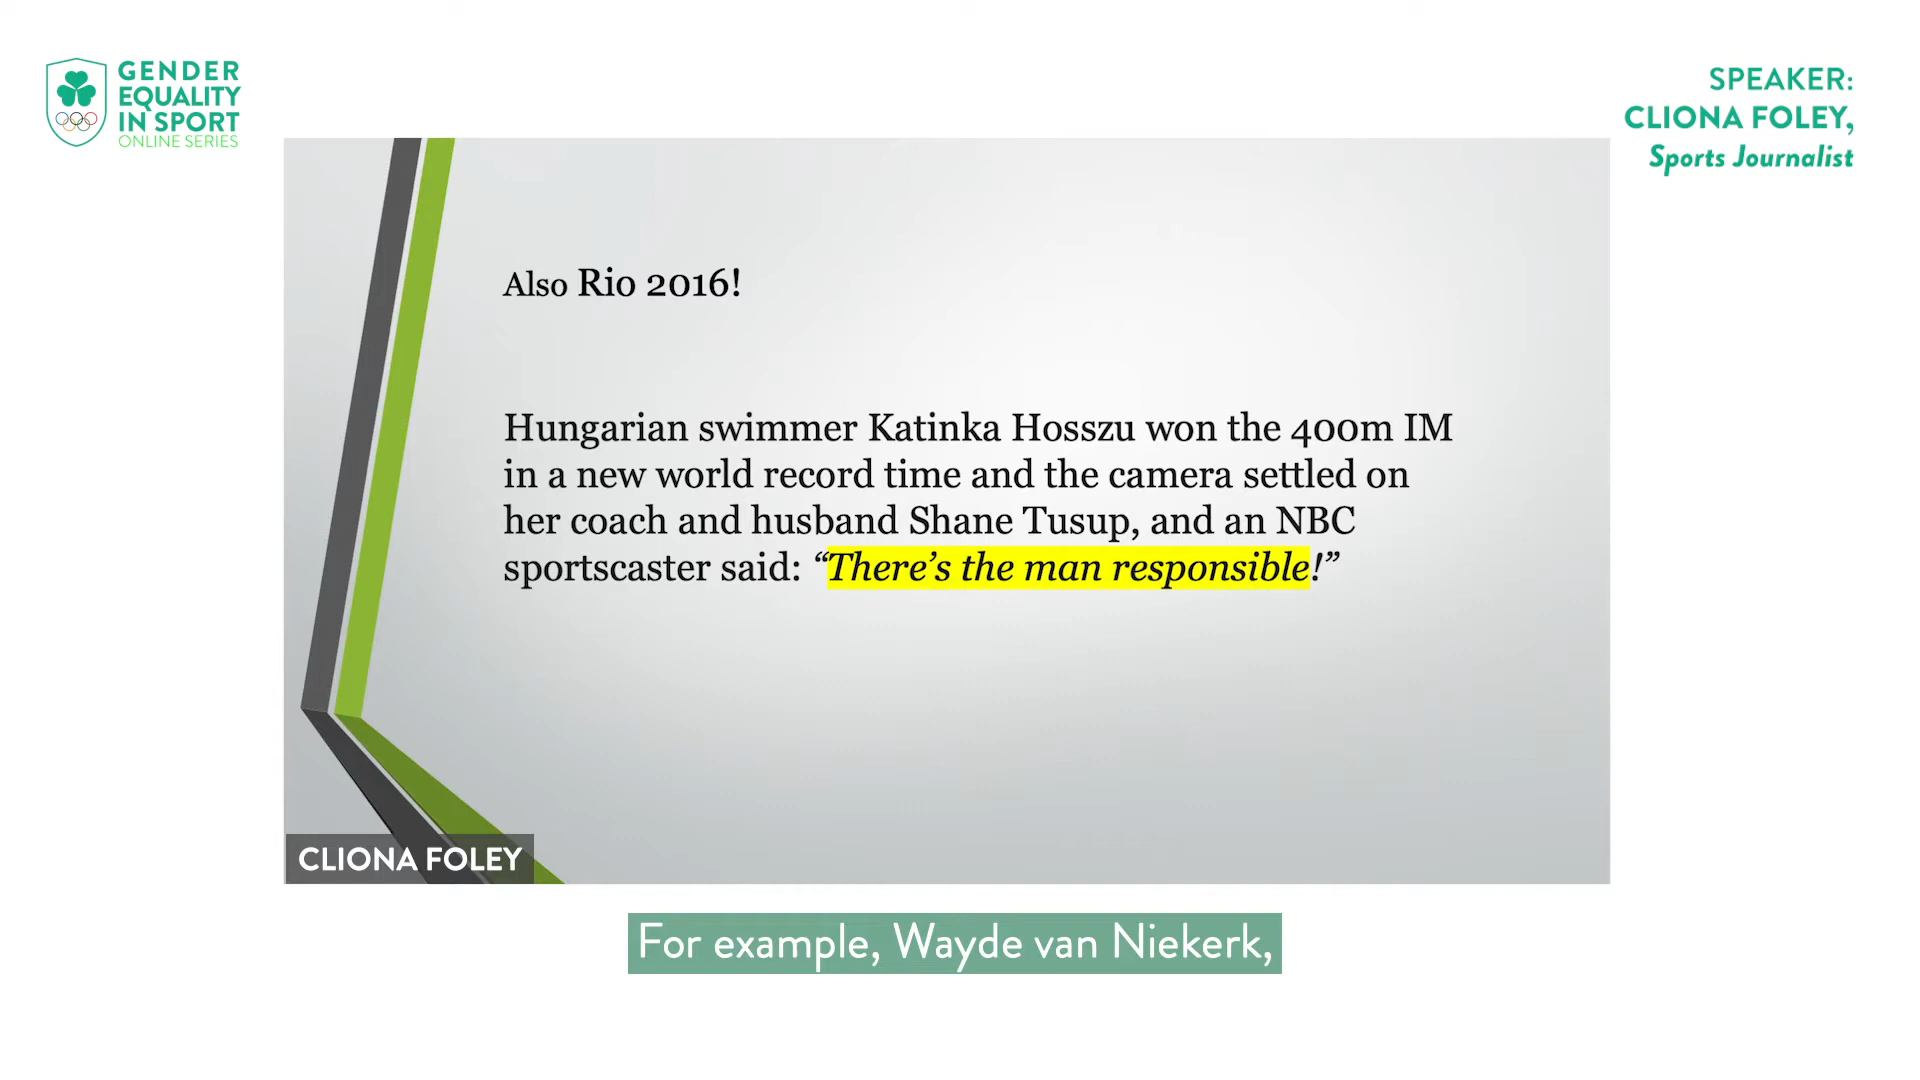 GENDER
EQUALITY
IN SPORT
ONLINE SERIES
SPEAKER:
CLIONA FOLEY,
Sports Journalist
Also Rio 2016!
Hungarian swimmer Katinka Hosszu won the 400m IM
in a new world record time and the camera settled on
her coach and husband Shane Tusup, and an NBC
sportscaster said: “There’s the man responsible!”
CLIONA FOLEY
For example, Wayde van Niekerk,